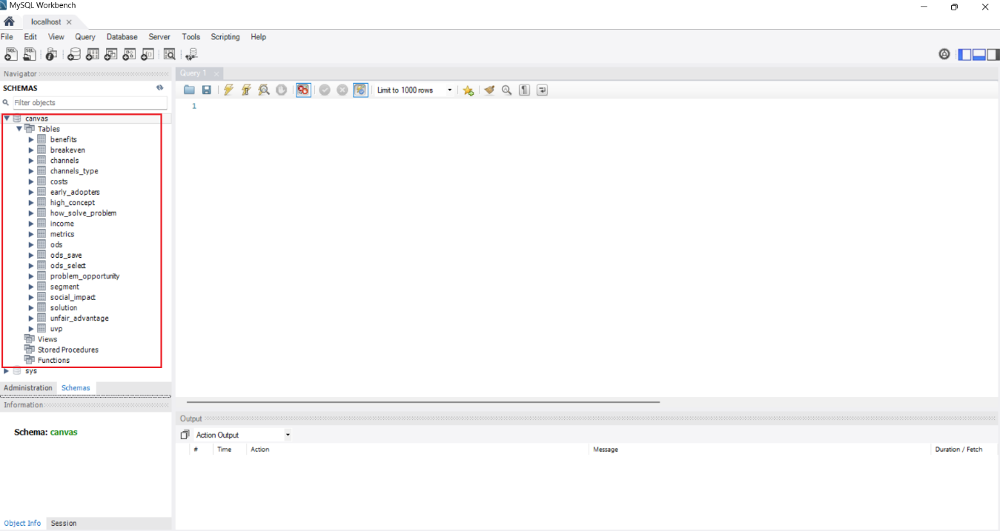 MySQL Workbench
localhost
File Edit View Query Database Server Tools Scripting Help
Navigator
SCHEMAS
Filter objects
canvas
Tables
benefits
breakeven
channels
channels_type
costs
early_adopters
high_concept
how_solve_problem
income
metrics
ods
ods_save
ods_select
problem_opportunity
segment
social_impact
solution
unfair_advantage
uvp
Views
Stored Procedures
Functions
sys
Administration Schemas
Information
Schema: canvas
Object Info Session
Query 1
Limit to 1000 rows
1
Output
Action Output
# Time Action Message Duration / Fetch